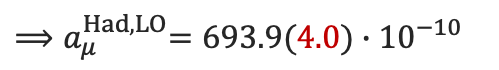 ⟹ a_μ^{Had,LO} = 693.9(4.0) · 10^{−10}